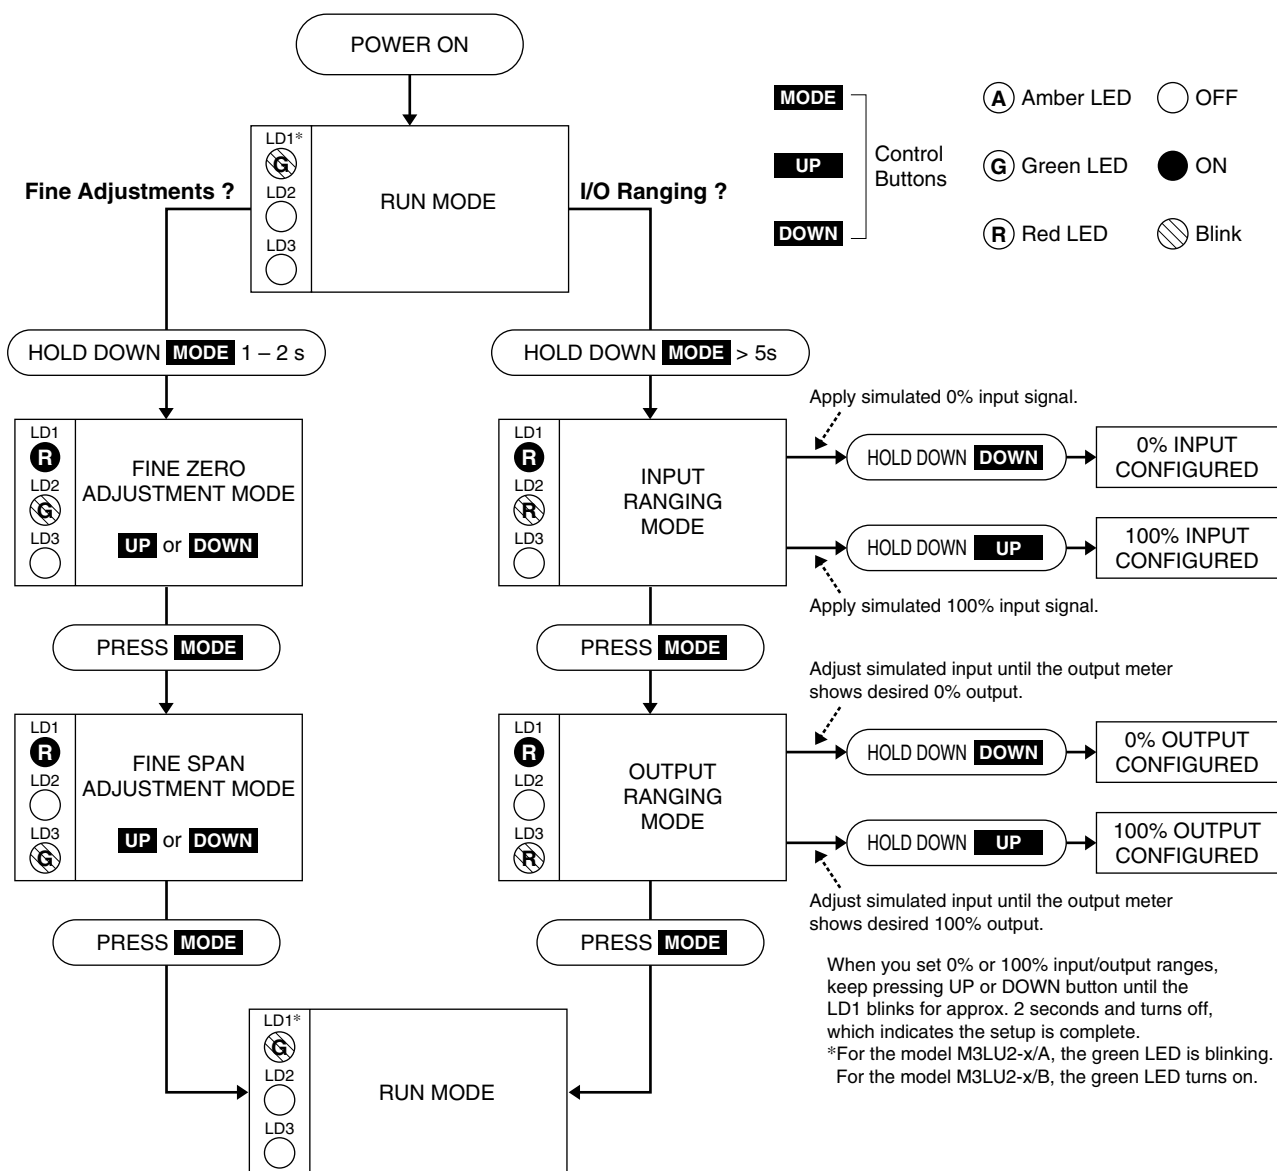 POWER ON
MODE
UP
DOWN
Control
Buttons
A Amber LED
OFF
G Green LED
ON
R Red LED
Blink
Fine Adjustments ?
LD1*
G
LD2
LD3
RUN MODE
I/O Ranging ?
HOLD DOWN MODE 1 – 2 s
HOLD DOWN MODE > 5s
LD1
R
LD2
G
LD3
FINE ZERO
ADJUSTMENT MODE
UP or DOWN
LD1
R
LD2
R
LD3
INPUT
RANGING
MODE
Apply simulated 0% input signal.
HOLD DOWN DOWN
0% INPUT
CONFIGURED
HOLD DOWN UP
100% INPUT
CONFIGURED
Apply simulated 100% input signal.
PRESS MODE
PRESS MODE
LD1
R
LD2
LD3
G
FINE SPAN
ADJUSTMENT MODE
UP or DOWN
LD1
R
LD2
LD3
R
OUTPUT
RANGING
MODE
Adjust simulated input until the output meter
shows desired 0% output.
HOLD DOWN DOWN
0% OUTPUT
CONFIGURED
HOLD DOWN UP
100% OUTPUT
CONFIGURED
Adjust simulated input until the output meter
shows desired 100% output.
PRESS MODE
PRESS MODE
LD1*
G
LD2
LD3
RUN MODE
When you set 0% or 100% input/output ranges,
keep pressing UP or DOWN button until the
LD1 blinks for approx. 2 seconds and turns off,
which indicates the setup is complete.
*For the model M3LU2-x/A, the green LED is blinking.
For the model M3LU2-x/B, the green LED turns on.